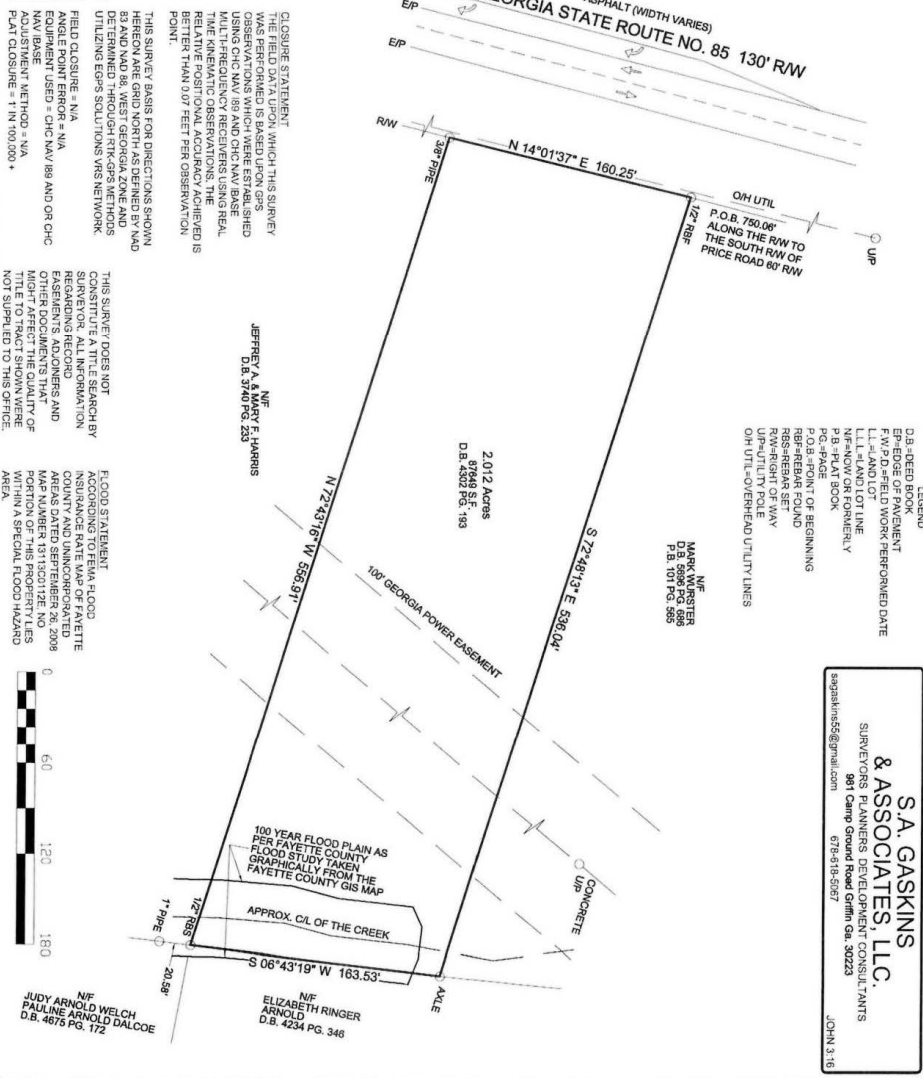 ASPHALT (WIDTH VARIES)
ORGIA STATE ROUTE NO. 85 130' R/W
E/P
E/P
R/W
3/8" PIPE
N 14°01'37" E 160.25'
1/2" RBF
O/H UTIL
U/P
P.O.B. 750.06'
ALONG THE R/W TO
THE SOUTH R/W OF
PRICE ROAD 60' R/W
LEGEND
D.B.=DEED BOOK
EP=EDGE OF PAVEMENT
F.W.P.D.=FIELD WORK PERFORMED DATE
L.L.=LAND LOT
L.L.L.=LAND LOT LINE
N/F=NOW OR FORMERLY
P.B.=PLAT BOOK
PG.=PAGE
P.O.B.=POINT OF BEGINNING
RBF=REBAR FOUND
RBS=REBAR SET
R/W=RIGHT OF WAY
U/P=UTILITY POLE
O/H UTIL=OVERHEAD UTILITY LINES
S.A. GASKINS
& ASSOCIATES, LLC.
SURVEYORS PLANNERS DEVELOPMENT CONSULTANTS
981 Camp Ground Road Griffin Ga. 30223
sagaskins55@gmail.com 678-618-5067 JOHN 3:16
N/F
MARK WURSTER
D.B. 5696 PG. 686
P.B. 101 PG. 565
S 72°48'13" E 536.04'
2.012 Acres
87649 S.F.
D.B. 4302 PG. 193
100' GEORGIA POWER EASEMENT
CONCRETE
U/P
N 72°43'16" W 556.91'
N/F
JEFFREY A. & MARY F. HARRIS
D.B. 3740 PG. 233
100 YEAR FLOOD PLAIN AS
PER FAYETTE COUNTY
FLOOD STUDY TAKEN
GRAPHICALLY FROM THE
FAYETTE COUNTY GIS MAP
APPROX. C/L OF THE CREEK
S 06°43'19" W 163.53'
AXLE
1/2" RBS
1" PIPE
20.58'
N/F
ELIZABETH RINGER
ARNOLD
D.B. 4234 PG. 346
N/F
JUDY ARNOLD WELCH
PAULINE ARNOLD DALCOE
D.B. 4675 PG. 172
CLOSURE STATEMENT
THE FIELD DATA UPON WHICH THIS SURVEY
WAS PERFORMED IS BASED UPON GPS
OBSERVATIONS WHICH WERE ESTABLISHED
USING CHC NAV I89 AND CHC NAV IBASE
MULTI-FREQUENCY RECEIVERS USING REAL
TIME KINEMATIC OBSERVATIONS, THE
RELATIVE POSITIONAL ACCURACY ACHIEVED IS
BETTER THAN 0.07 FEET PER OBSERVATION
POINT.
THIS SURVEY BASIS FOR DIRECTIONS SHOWN
HEREON ARE GRID NORTH AS DEFINED BY NAD
83 AND NAD 88, WEST GEORGIA ZONE AND
DETERMINED THROUGH RTK-GPS METHODS
UTILIZING EGPS SOLUTIONS VRS NETWORK.
FIELD CLOSURE = N/A
ANGLE POINT ERROR = N/A
EQUIPMENT USED = CHC NAV I89 AND OR CHC
NAV IBASE
ADJUSTMENT METHOD = N/A
PLAT CLOSURE = 1' IN 100,000 +
THIS SURVEY DOES NOT
CONSTITUTE A TITLE SEARCH BY
SURVEYOR. ALL INFORMATION
REGARDING RECORD
EASEMENTS, ADJOINERS AND
OTHER DOCUMENTS THAT
MIGHT AFFECT THE QUALITY OF
TITLE TO TRACT SHOWN WERE
NOT SUPPLIED TO THIS OFFICE.
FLOOD STATEMENT
ACCORDING TO FEMA FLOOD
INSURANCE RATE MAP OF FAYETTE
COUNTY AND UNINCORPORATED
AREAS DATED SEPTEMBER 26, 2008
MAP NUMBER 13113C0112E, NO
PORTION OF THIS PROPERTY LIES
WITHIN A SPECIAL FLOOD HAZARD
AREA.
0 60 120 180